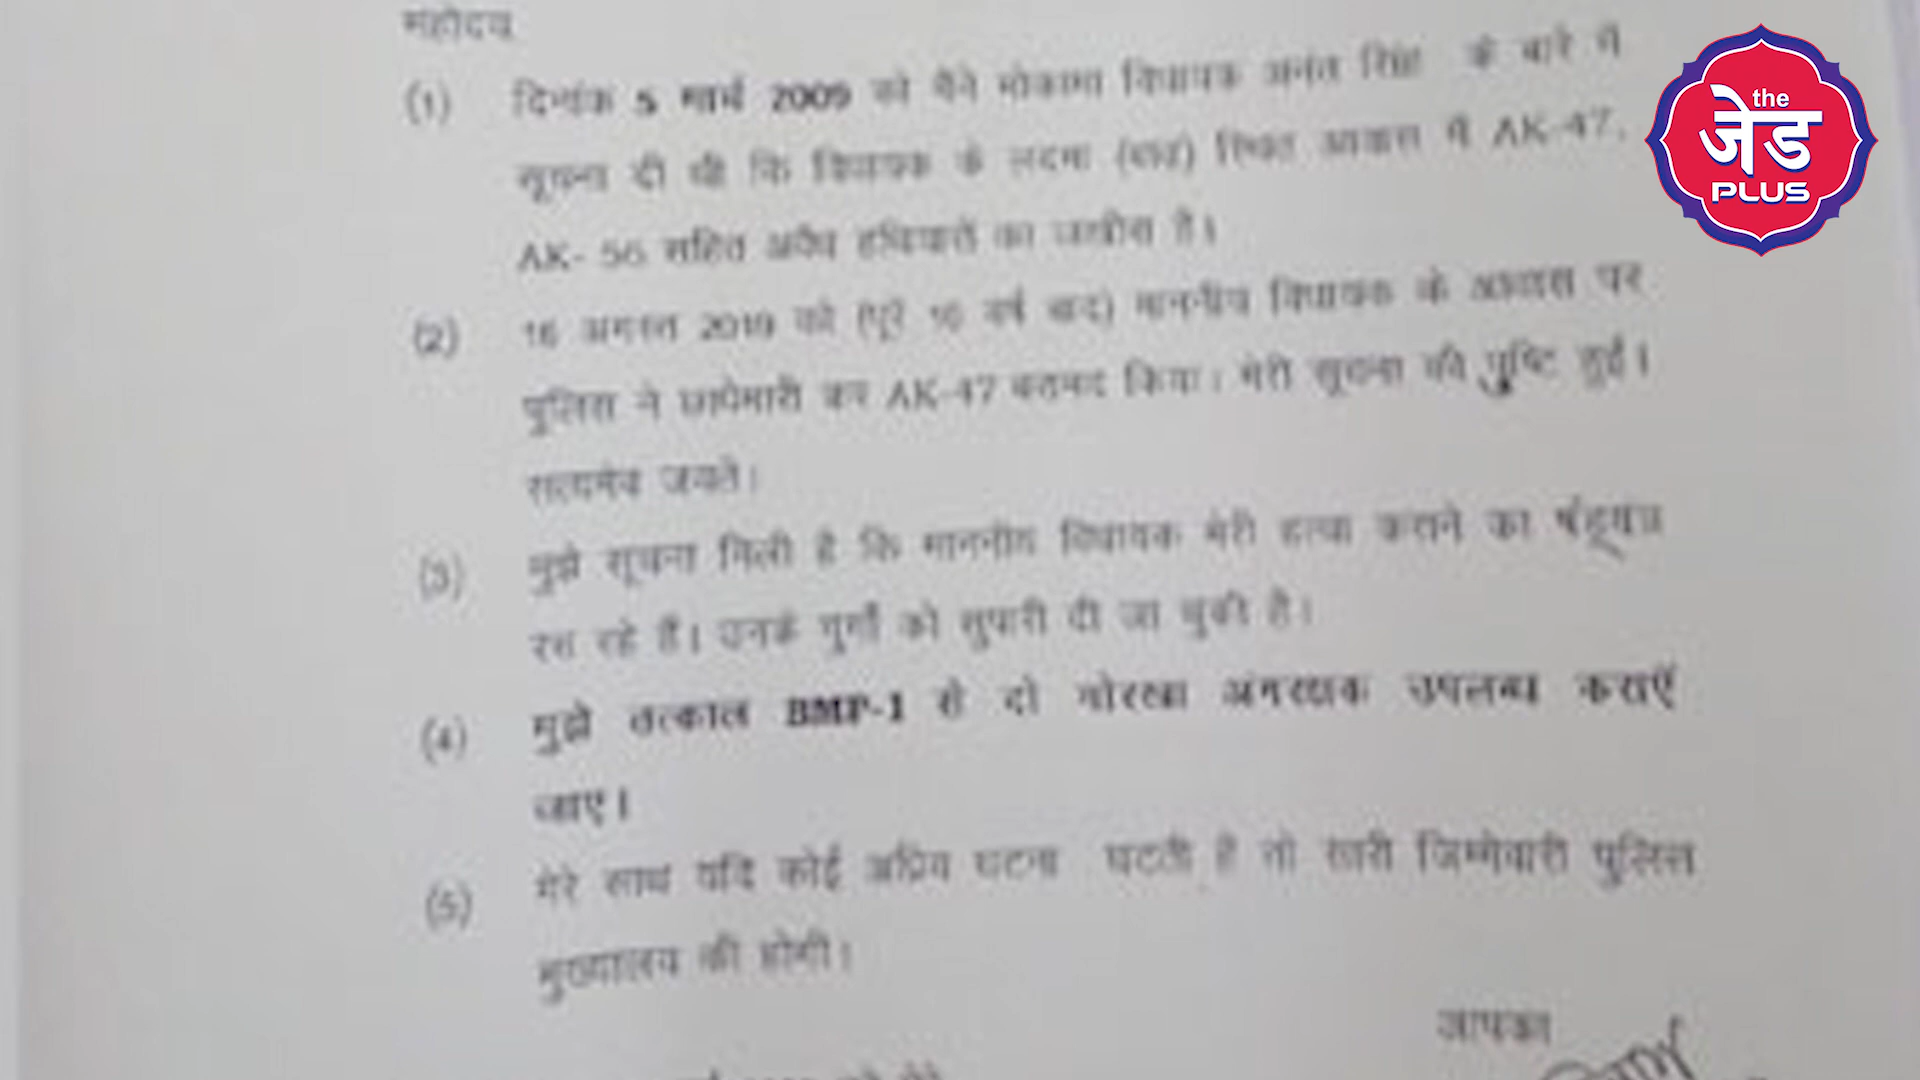 महोदय
the
जेड
PLUS
(1) दिनांक 5 मार्च 2009 को मैंने मोकामा विधायक अनंत सिंह के बारे में
सूचना दी थी कि विधायक के लदमा (बाढ़) स्थित आवास में AK-47,
AK- 56 सहित अवैध हथियारों का जखीरा है।
(2) 16 अगस्त 2019 को (पूरे 10 वर्ष बाद) माननीय विधायक के आवास पर
पुलिस ने छापेमारी कर AK-47 बरामद किया। मेरी सूचना की पुष्टि हुई।
सत्यमेव जयते।
(3) मुझे सूचना मिली है कि माननीय विधायक मेरी हत्या कराने का षंड्यंत्र
रच रहे हैं। उनके गुर्गों को सुपारी दी जा चुकी है।
(4) मुझे तत्काल BMP-1 से दो गोरखा अंगरक्षक उपलब्ध कराएँ
जाए।
(5) मेरे साथ यदि कोई अप्रिय घटना घटती है तो सारी जिम्मेवारी पुलिस
मुख्यालय की होगी।
आपका